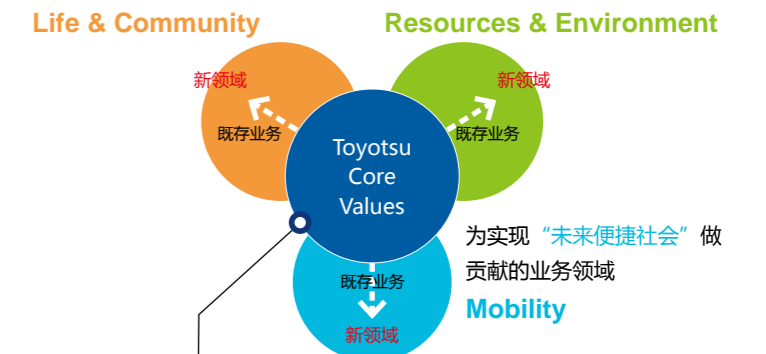 Life & Community
Resources & Environment
新领域
新领域
既存业务
既存业务
Toyotsu
Core
Values
为实现“未来便捷社会”做
贡献的业务领域
既存业务
Mobility
新领域